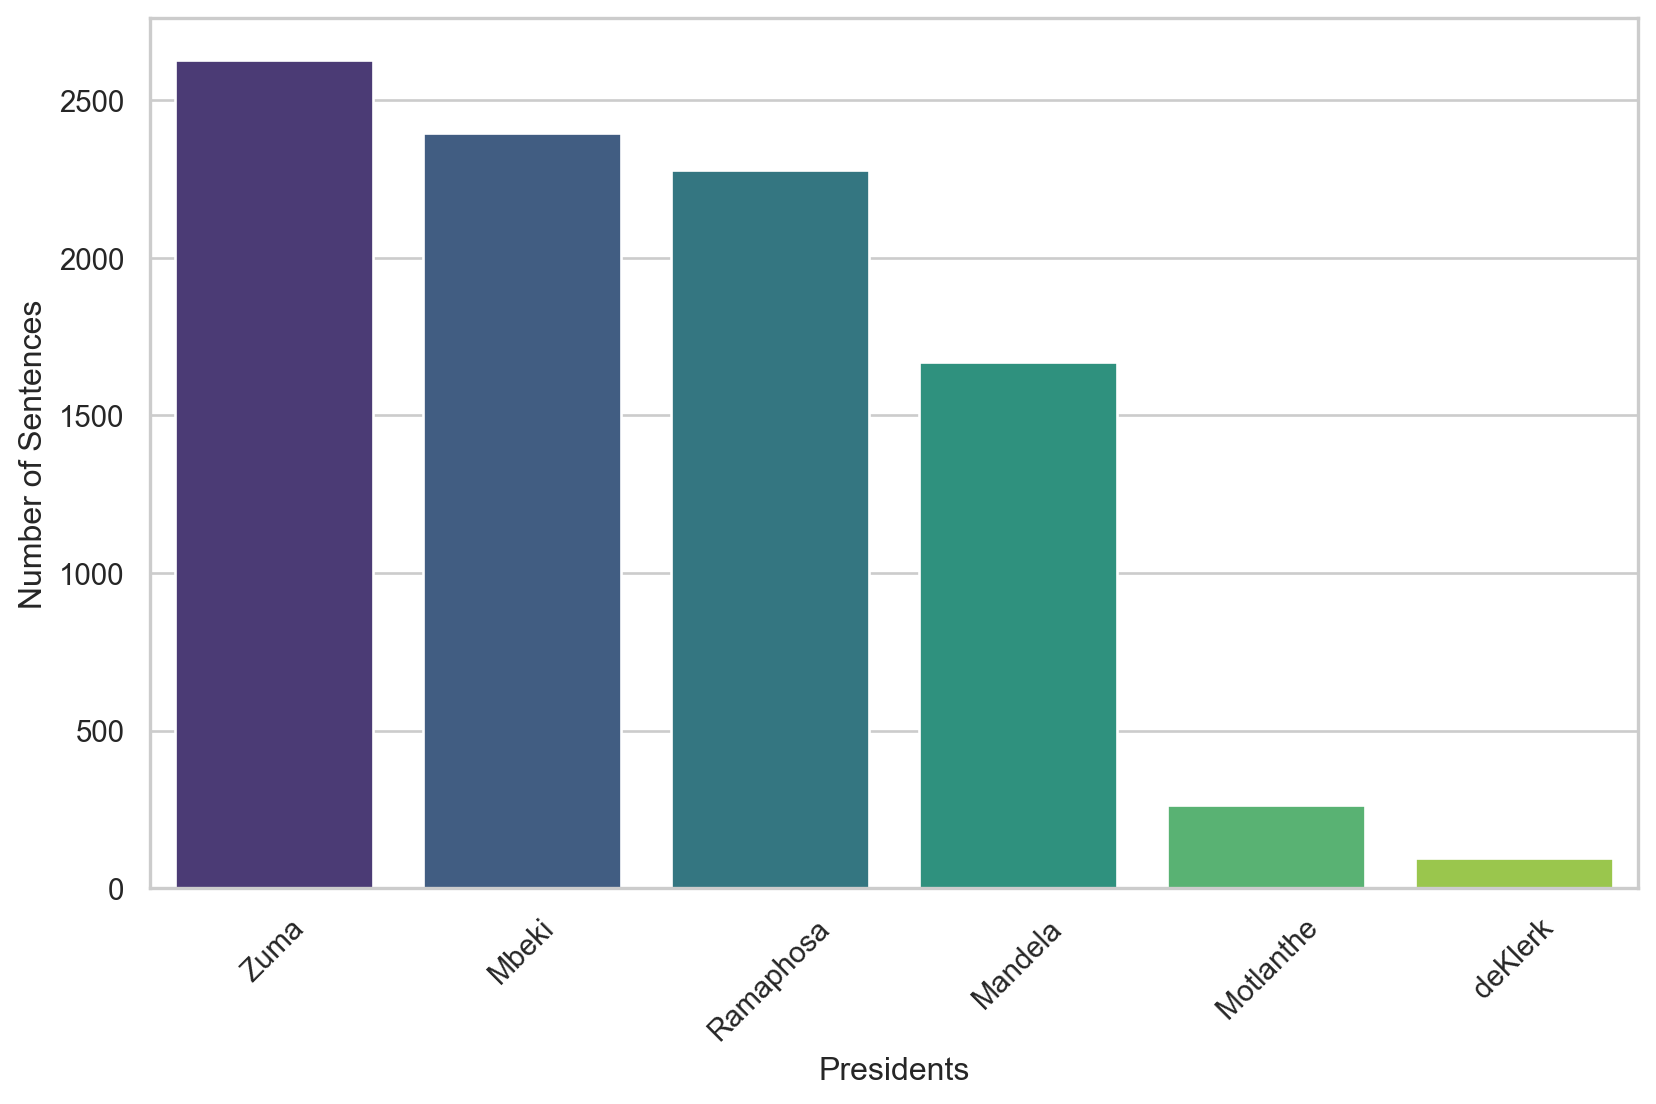 Number of Sentences
2500
2000
1500
1000
500
0
Zuma
Mbeki
Ramaphosa
Mandela
Motlanthe
deKlerk
Presidents